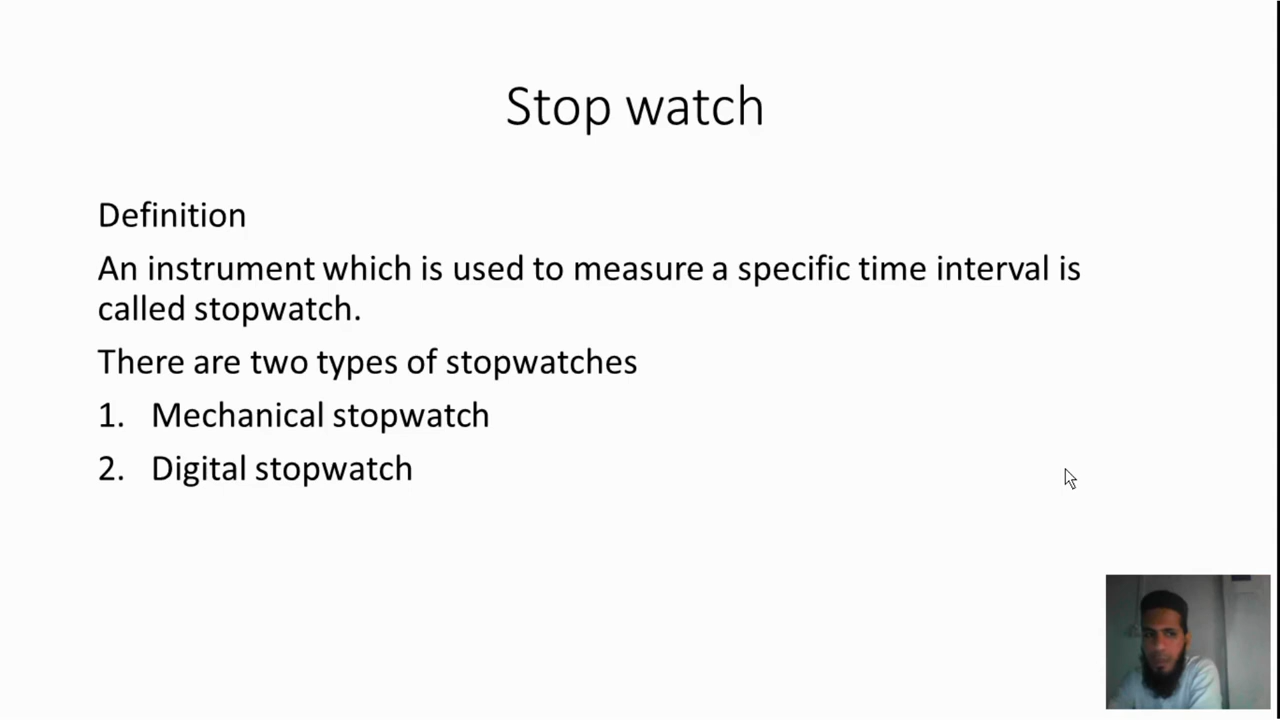 Stop watch
Definition
An instrument which is used to measure a specific time interval is
called stopwatch.
There are two types of stopwatches
1. Mechanical stopwatch
2. Digital stopwatch